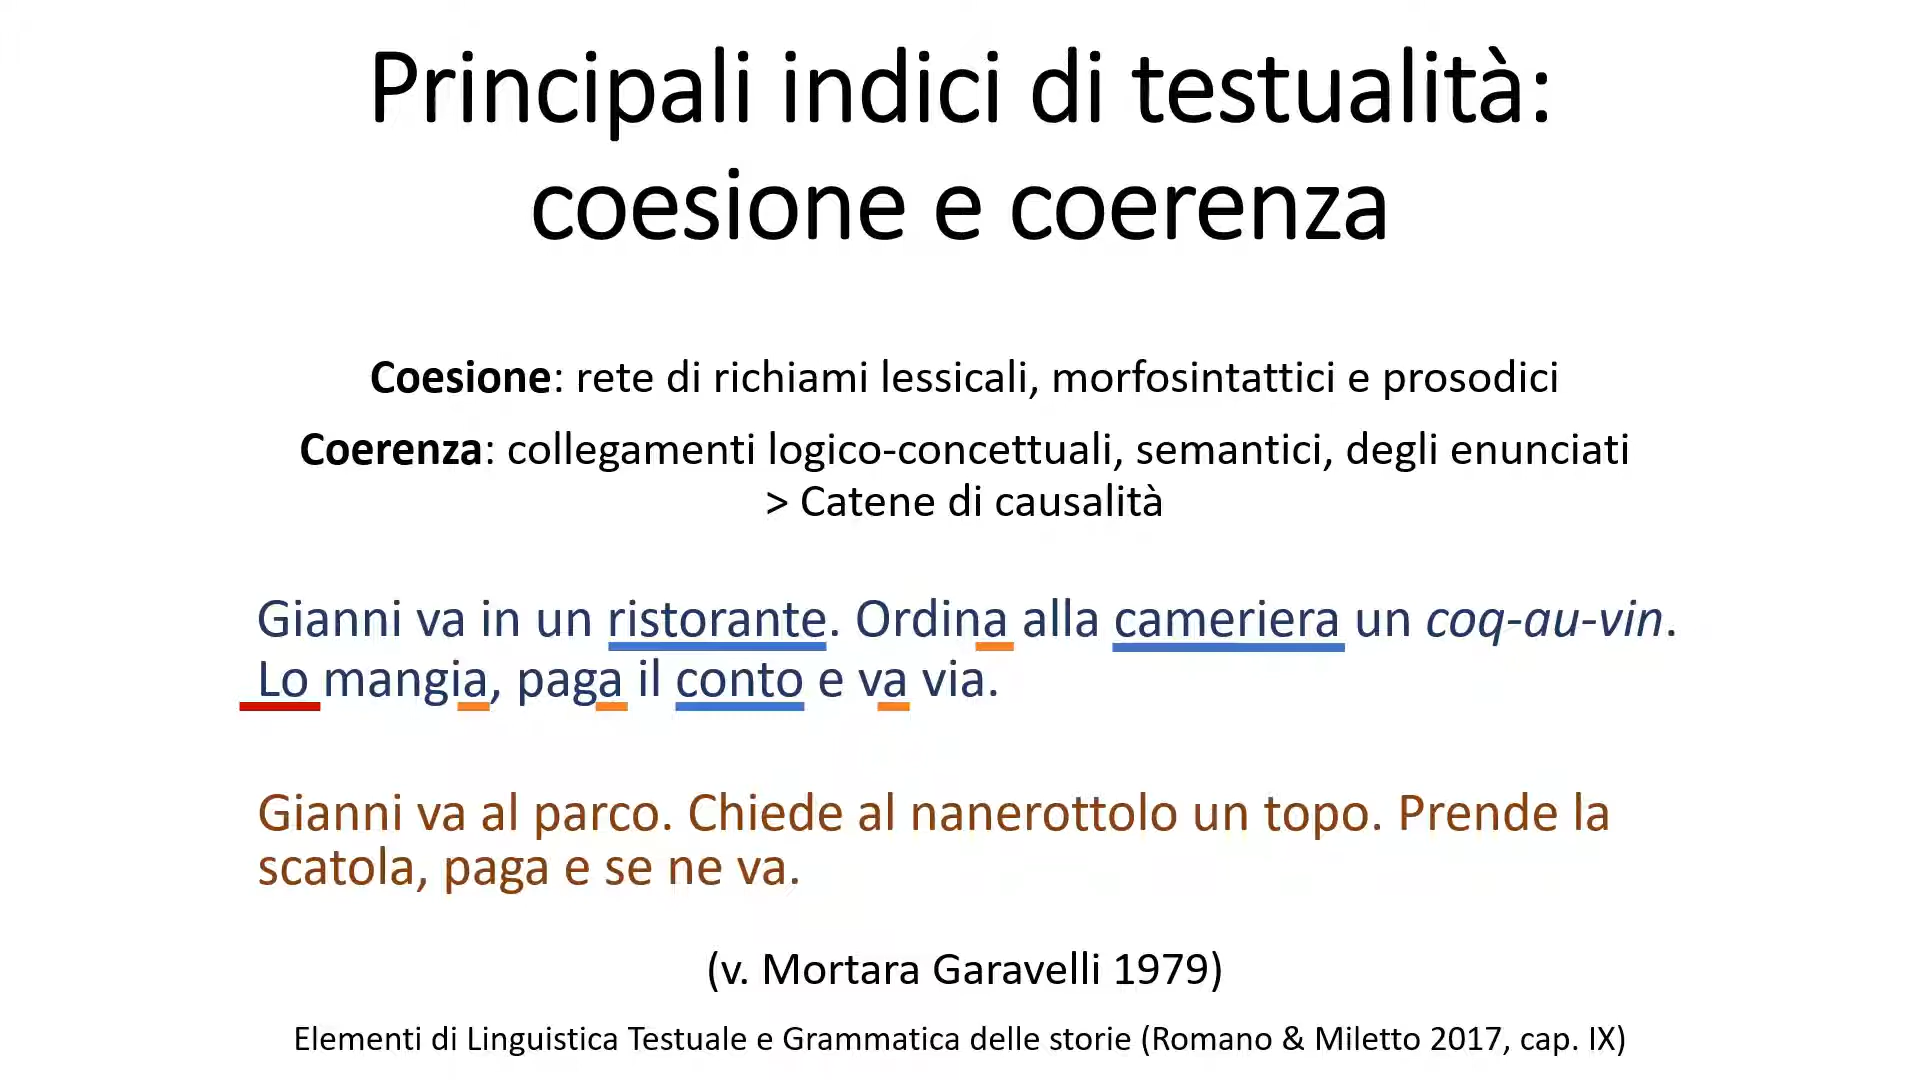 Principali indici di testualità:
coesione e coerenza
Coesione: rete di richiami lessicali, morfosintattici e prosodici
Coerenza: collegamenti logico-concettuali, semantici, degli enunciati
> Catene di causalità
Gianni va in un ristorante. Ordina alla cameriera un coq-au-vin.
Lo mangia, paga il conto e va via.
Gianni va al parco. Chiede al nanerottolo un topo. Prende la
scatola, paga e se ne va.
(v. Mortara Garavelli 1979)
Elementi di Linguistica Testuale e Grammatica delle storie (Romano & Miletto 2017, cap. IX)